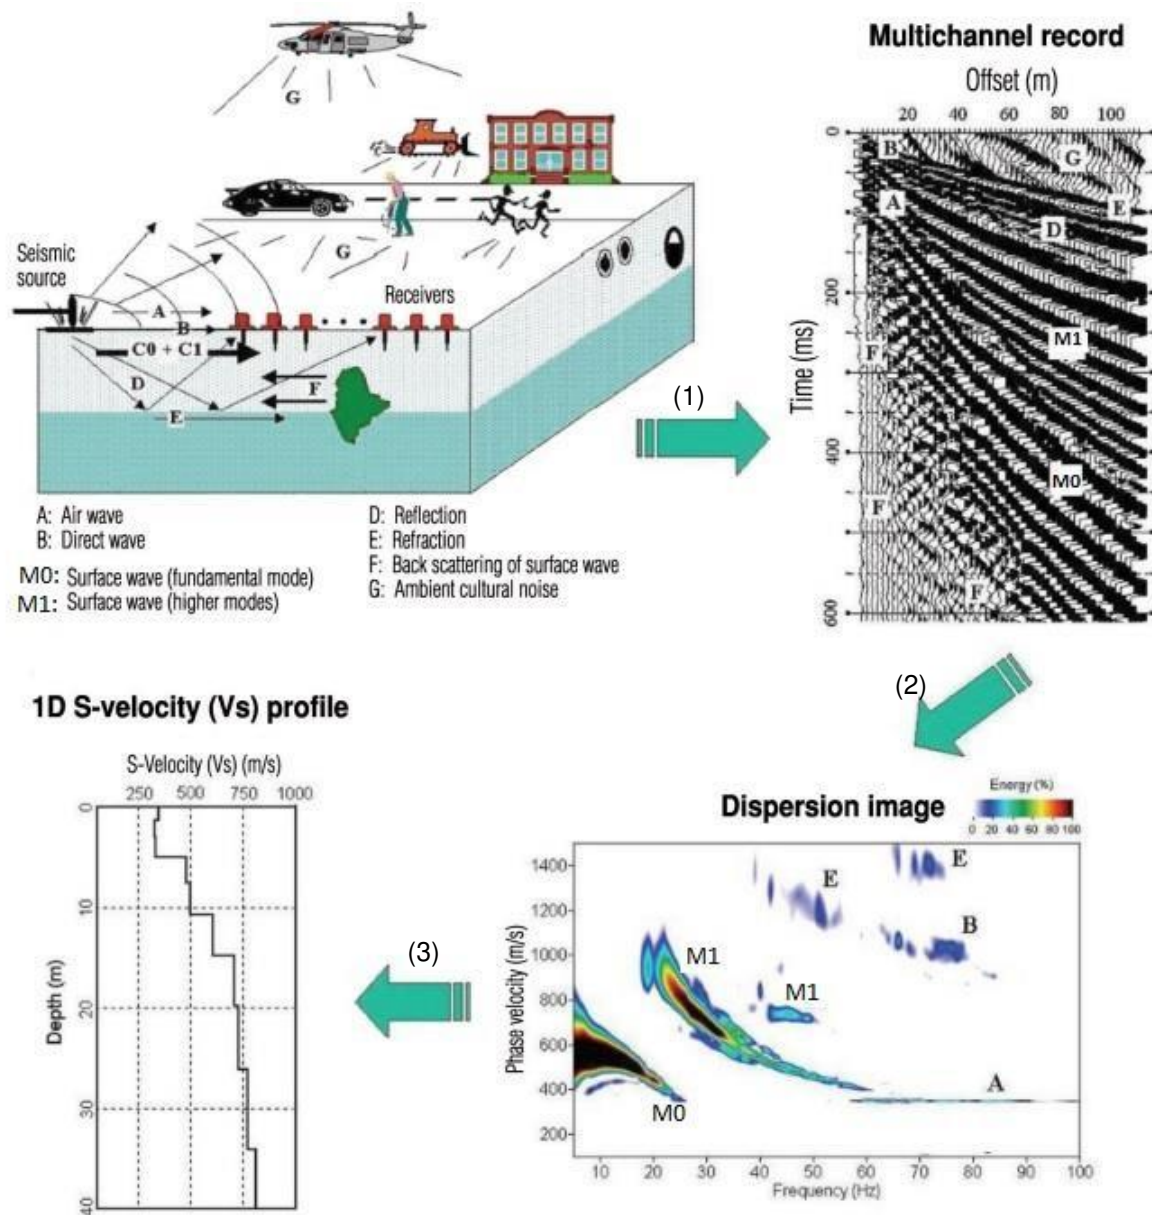 G
Seismic
source
A
B
C0 + C1
D
E
F
G
Receivers
A: Air wave
B: Direct wave
M0: Surface wave (fundamental mode)
M1: Surface wave (higher modes)
D: Reflection
E: Refraction
F: Back scattering of surface wave
G: Ambient cultural noise
(1)
Multichannel record
Offset (m)
20 40 60 80 100
Time (ms)
0
200
400
600
B
G
A
E
D
M1
F
M0
F
F
(2)
Dispersion image
Energy (%)
0 20 40 60 80 100
Phase velocity (m/s)
1400
1200
1000
800
600
400
200
E
E
B
M1
M1
A
M0
10 20 30 40 50 60 70 80 90 100
Frequency (Hz)
(3)
1D S-velocity (Vs) profile
S-Velocity (Vs) (m/s)
250 500 750 1000
Depth (m)
0
10
20
30
40